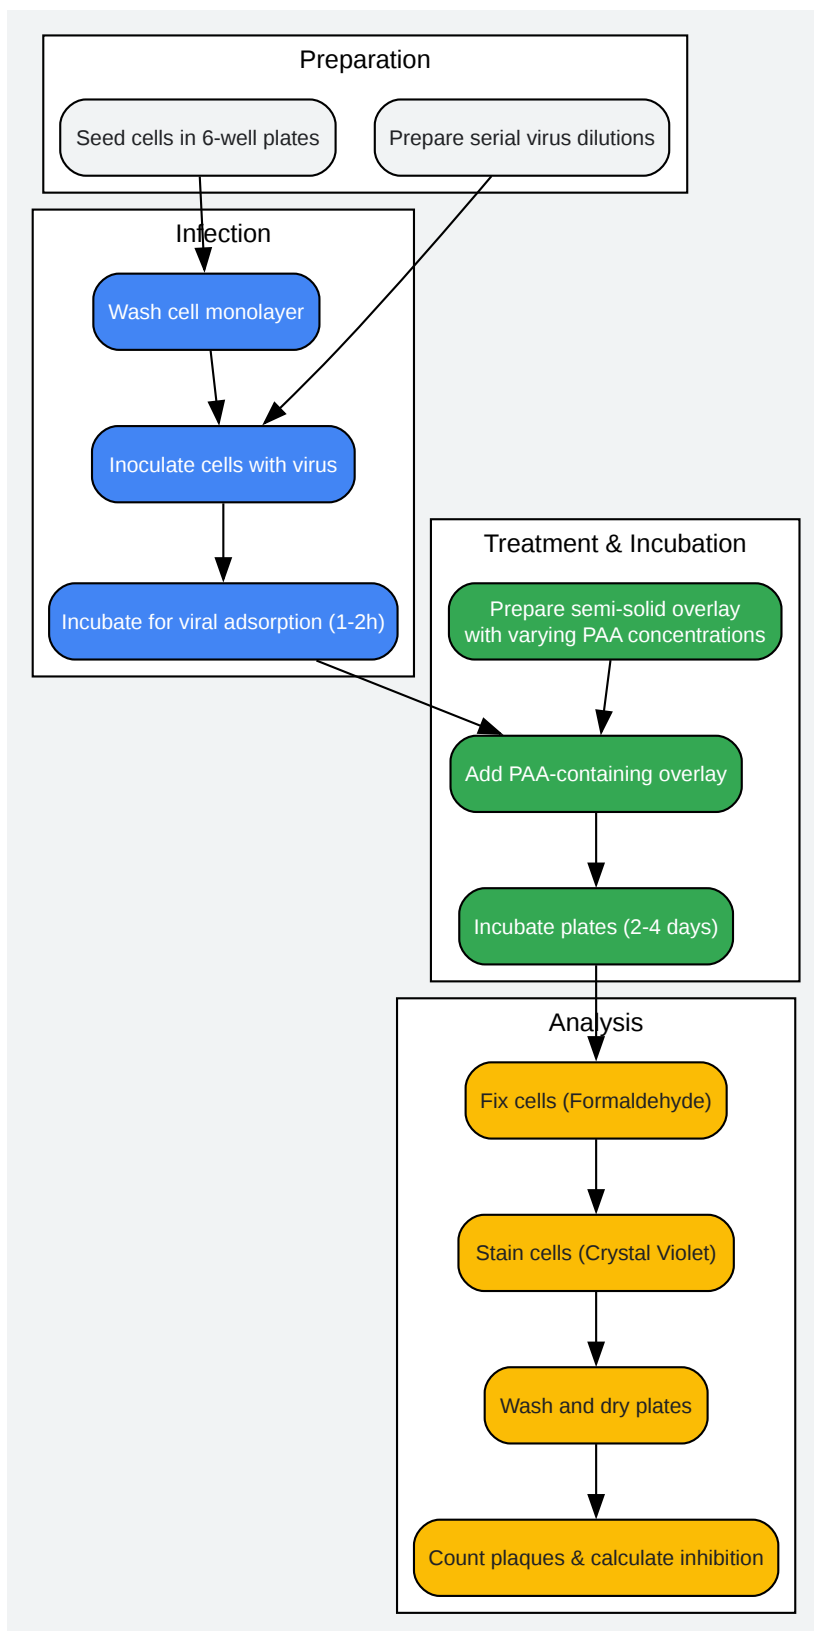 Preparation
Seed cells in 6-well plates
Prepare serial virus dilutions
Infection
Wash cell monolayer
Inoculate cells with virus
Incubate for viral adsorption (1-2h)
Treatment & Incubation
Prepare semi-solid overlay
with varying PAA concentrations
Add PAA-containing overlay
Incubate plates (2-4 days)
Analysis
Fix cells (Formaldehyde)
Stain cells (Crystal Violet)
Wash and dry plates
Count plaques & calculate inhibition